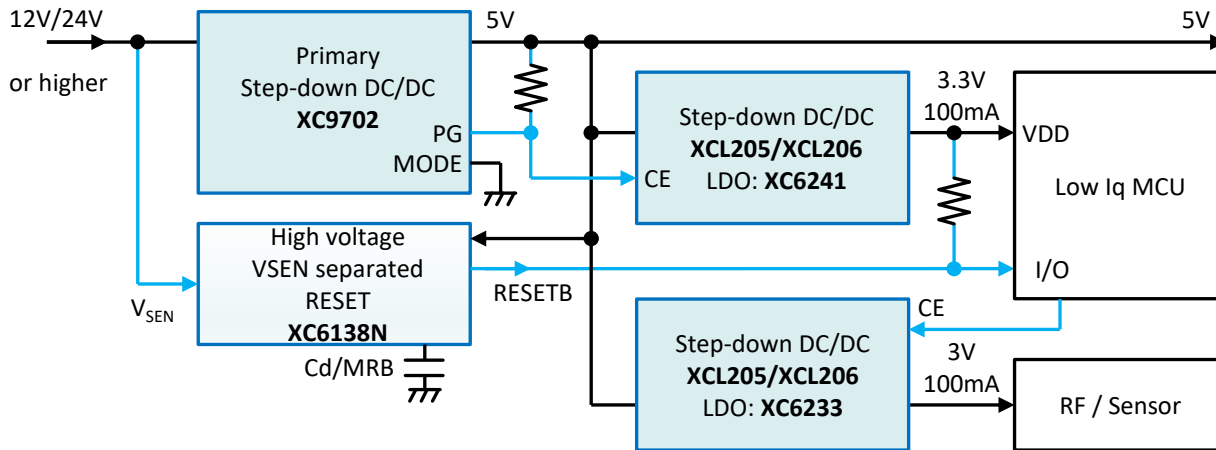 12V/24V
or higher
Primary
Step-down DC/DC
XC9702
PG
MODE
5V
5V
Step-down DC/DC
XCL205/XCL206
LDO: XC6241
CE
3.3V
100mA
VDD
Low Iq MCU
I/O
High voltage
VSEN separated
RESET
XC6138N
VSEN
RESETB
Cd/MRB
CE
Step-down DC/DC
XCL205/XCL206
LDO: XC6233
3V
100mA
RF / Sensor